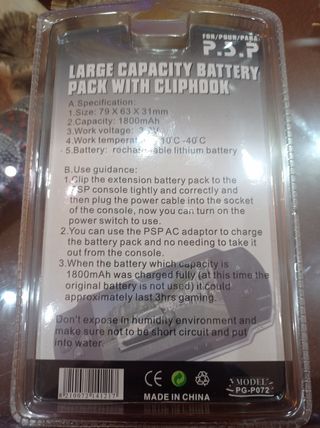 FOR/POUR/PARA
P.S.P
LARGE CAPACITY BATTERY
PACK WITH CLIPHOOK
A.Specification:
1.Size: 79 X 63 X 31mm
2.Capacity: 1800mAh
3.Work voltage:
4.Work temperature: 10°C -40°C
5.Battery: rechargable lithium battery
B.Use guidance:
1.Clip the extension battery pack to the
PSP console tightly and correctly and
then plug the power cable into the socket
of the console, now you can turn on the
power switch to use.
2.You can use the PSP AC adaptor to charge
the battery pack and no needing to take it
out from the console.
3.When the battery which capacity is
1800mAh was charged fully (at this time the
original battery is not used) it could
approximately last 3hrs gaming.
Don't expose in humidity environment and
make sure not to be short circuit and put
into water.
CE
MODEL
PG-P072
MADE IN CHINA